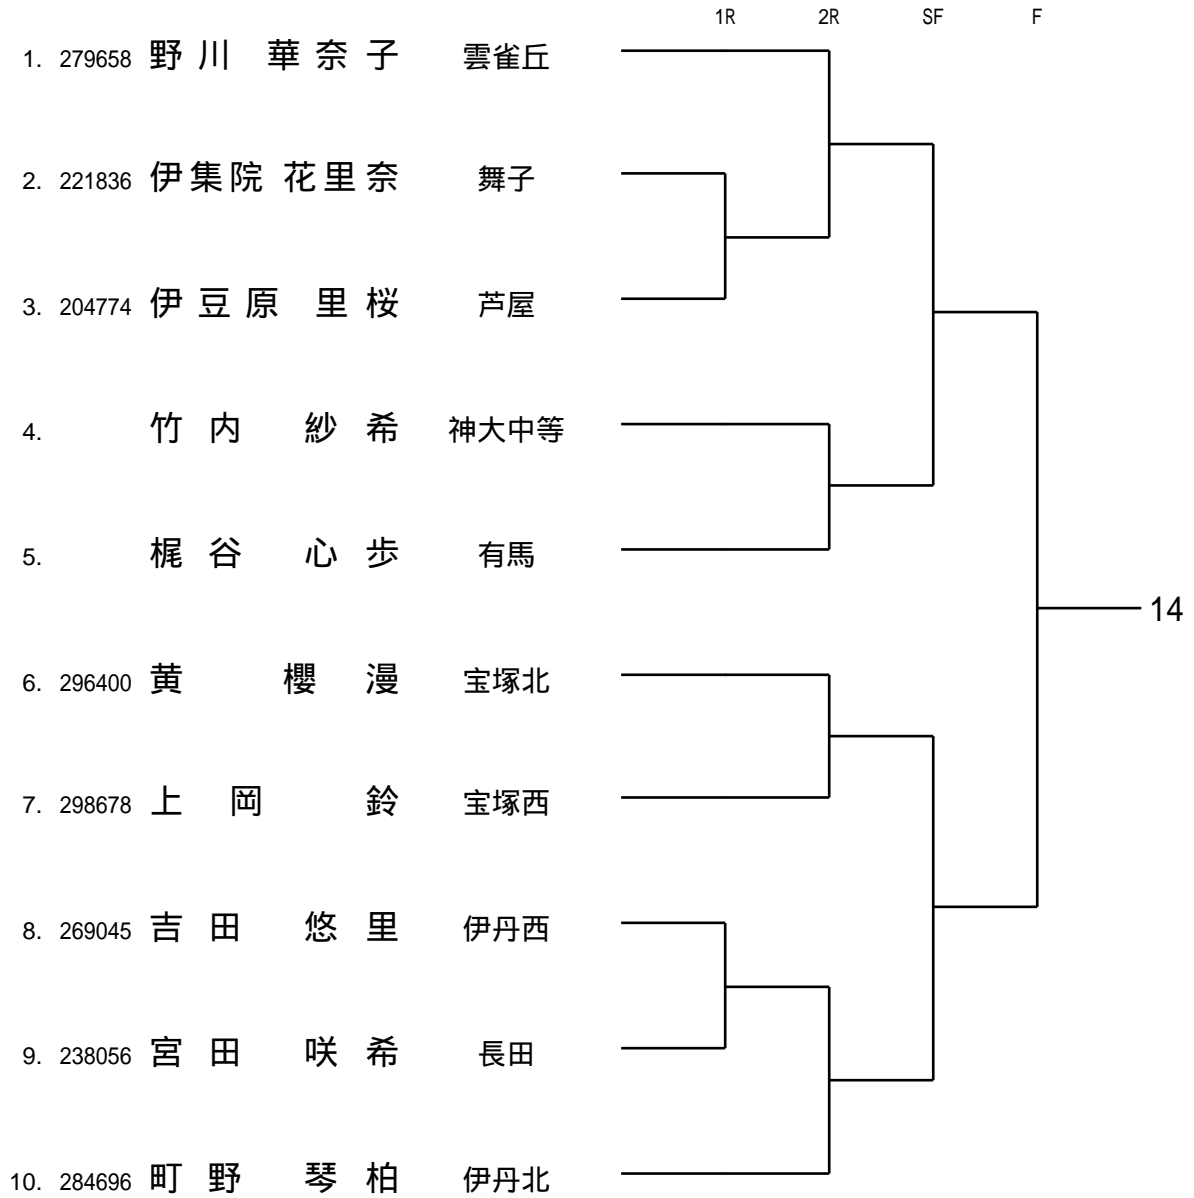 1R 2R SF F
1. 279658 野川 華奈子 雲雀丘
2. 221836 伊集院 花里奈 舞子
3. 204774 伊豆原 里桜 芦屋
4. 竹内 紗希 神大中等
5. 梶谷 心歩 有馬
14
6. 296400 黄 櫻漫 宝塚北
7. 298678 上岡 鈴 宝塚西
8. 269045 吉田 悠里 伊丹西
9. 238056 宮田 咲希 長田
10. 284696 町野 琴柏 伊丹北